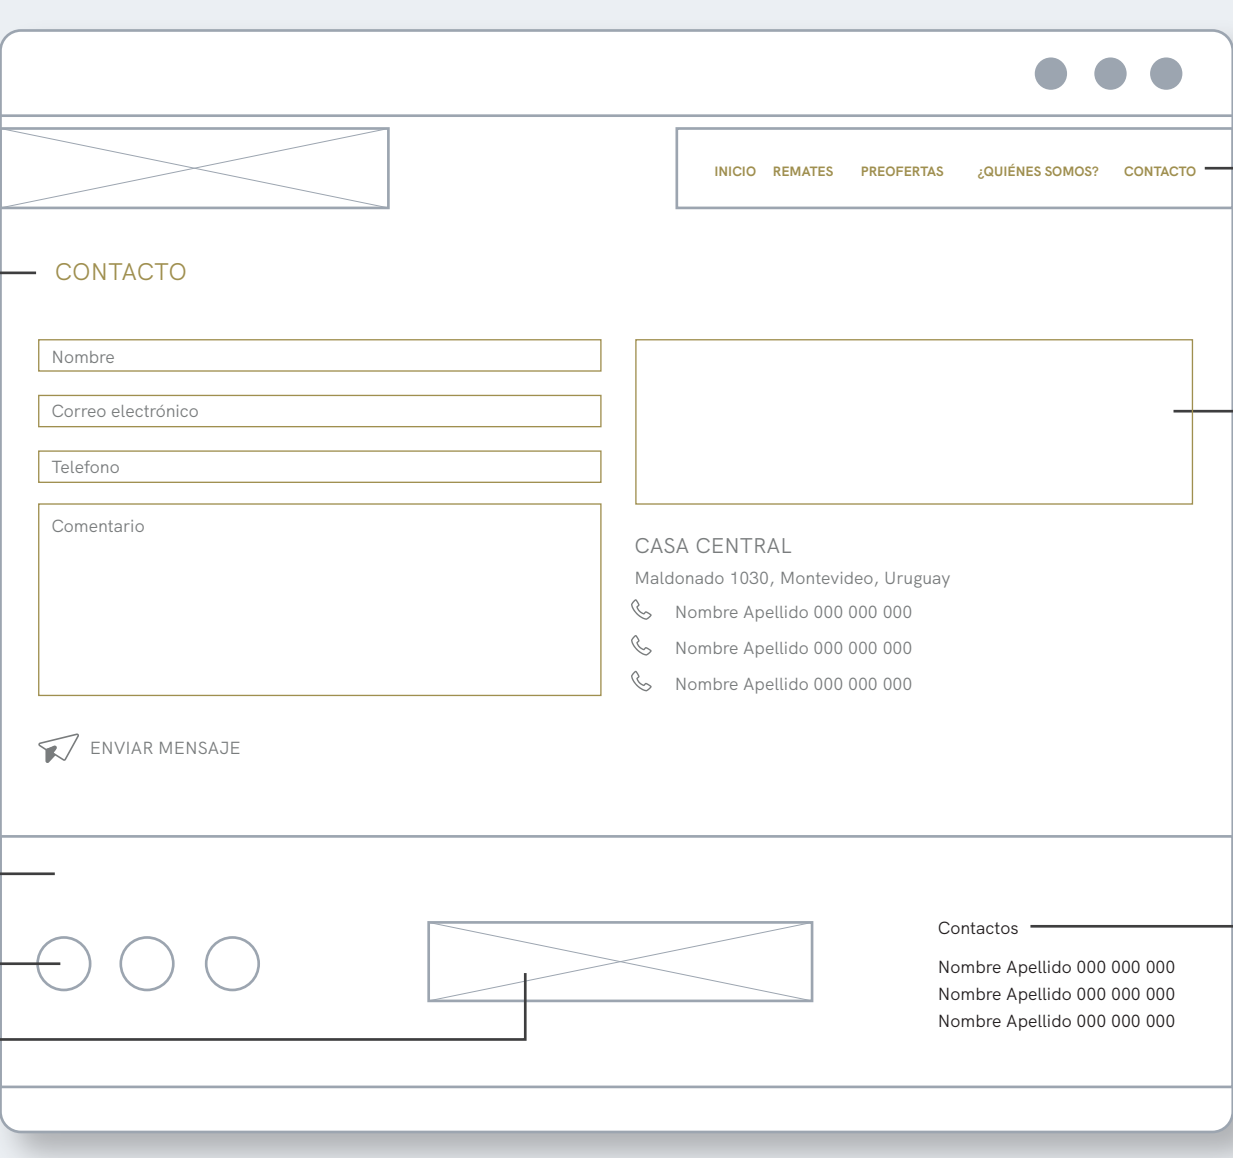 INICIO REMATES PREOFERTAS ¿QUIÉNES SOMOS? CONTACTO
CONTACTO
Nombre
Correo electrónico
Telefono
Comentario
ENVIAR MENSAJE
CASA CENTRAL
Maldonado 1030, Montevideo, Uruguay
Nombre Apellido 000 000 000
Nombre Apellido 000 000 000
Nombre Apellido 000 000 000
Contactos
Nombre Apellido 000 000 000
Nombre Apellido 000 000 000
Nombre Apellido 000 000 000